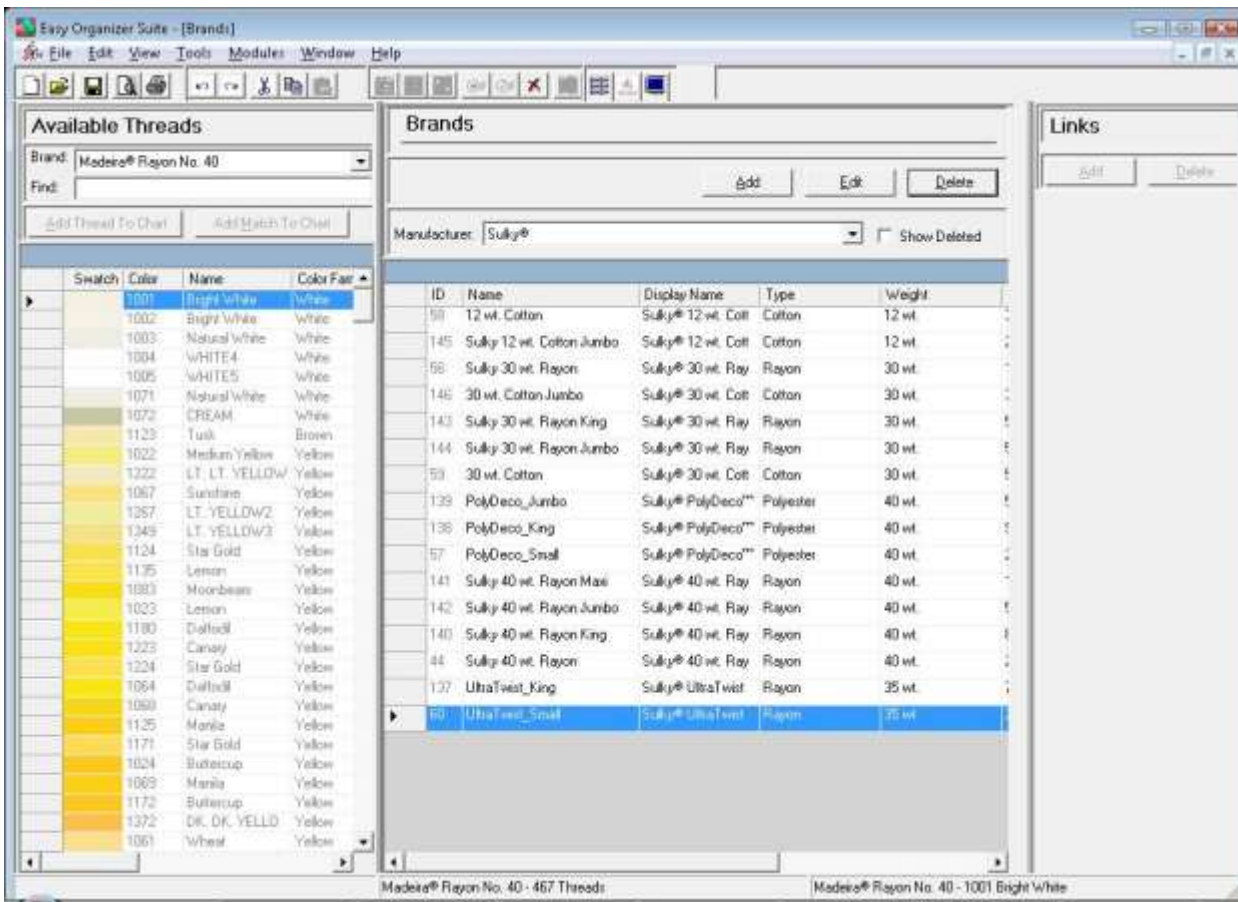 Easy Organizer Suite - [Brands]
File Edit View Tools Modules Window Help
Available Threads
Brand: Madeira® Rayon No. 40
Find:
Add Thread To Chart Add Match To Chart
Swatch Color Name Color Fam
1001 Bright White White
1002 Bright White White
1003 Natural White White
1004 WHITE4 White
1005 WHITE5 White
1071 Natural White White
1072 CREAM White
1123 Tusk Brown
1022 Medium Yellow Yellow
1222 LT. LT. YELLOW Yellow
1067 Sunshine Yellow
1267 LT. YELLOW2 Yellow
1349 LT. YELLOW3 Yellow
1124 Star Gold Yellow
1135 Lemon Yellow
1083 Moonbeam Yellow
1023 Lemon Yellow
1180 Daffodil Yellow
1223 Canary Yellow
1224 Star Gold Yellow
1064 Daffodil Yellow
1068 Canary Yellow
1125 Manila Yellow
1171 Star Gold Yellow
1024 Buttercup Yellow
1069 Manila Yellow
1172 Buttercup Yellow
1372 DK. DK. YELLO Yellow
1061 Wheat Yellow
Brands
Add Edit Delete
Manufacturer: Sulky® Show Deleted
ID Name Display Name Type Weight
58 12 wt. Cotton Sulky® 12 wt. Cott Cotton 12 wt.
145 Sulky 12 wt. Cotton Jumbo Sulky® 12 wt. Cott Cotton 12 wt.
56 Sulky 30 wt. Rayon Sulky® 30 wt. Ray Rayon 30 wt.
146 30 wt. Cotton Jumbo Sulky® 30 wt. Cott Cotton 30 wt.
143 Sulky 30 wt. Rayon King Sulky® 30 wt. Ray Rayon 30 wt.
144 Sulky 30 wt. Rayon Jumbo Sulky® 30 wt. Ray Rayon 30 wt.
59 30 wt. Cotton Sulky® 30 wt. Cott Cotton 30 wt.
139 PolyDeco_Jumbo Sulky® PolyDeco™ Polyester 40 wt.
138 PolyDeco_King Sulky® PolyDeco™ Polyester 40 wt.
57 PolyDeco_Small Sulky® PolyDeco™ Polyester 40 wt.
141 Sulky 40 wt. Rayon Maxi Sulky® 40 wt. Ray Rayon 40 wt.
142 Sulky 40 wt. Rayon Jumbo Sulky® 40 wt. Ray Rayon 40 wt.
140 Sulky 40 wt. Rayon King Sulky® 40 wt. Ray Rayon 40 wt.
44 Sulky 40 wt. Rayon Sulky® 40 wt. Ray Rayon 40 wt.
137 UltraTwist_King Sulky® UltraTwist Rayon 35 wt.
60 UltraTwist_Small Sulky® UltraTwist Rayon 35 wt
Links
Add Delete
Madeira® Rayon No. 40 - 467 Threads
Madeira® Rayon No. 40 - 1001 Bright White